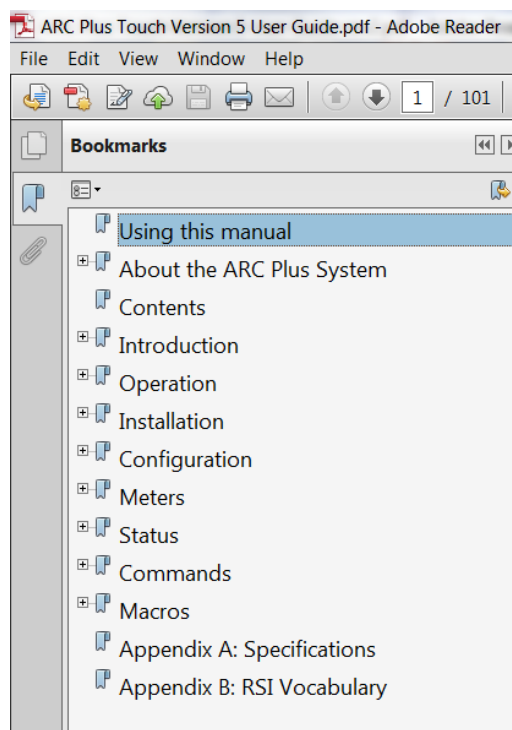 ARC Plus Touch Version 5 User Guide.pdf - Adobe Reader
File Edit View Window Help
1 / 101
Bookmarks
Using this manual
About the ARC Plus System
Contents
Introduction
Operation
Installation
Configuration
Meters
Status
Commands
Macros
Appendix A: Specifications
Appendix B: RSI Vocabulary